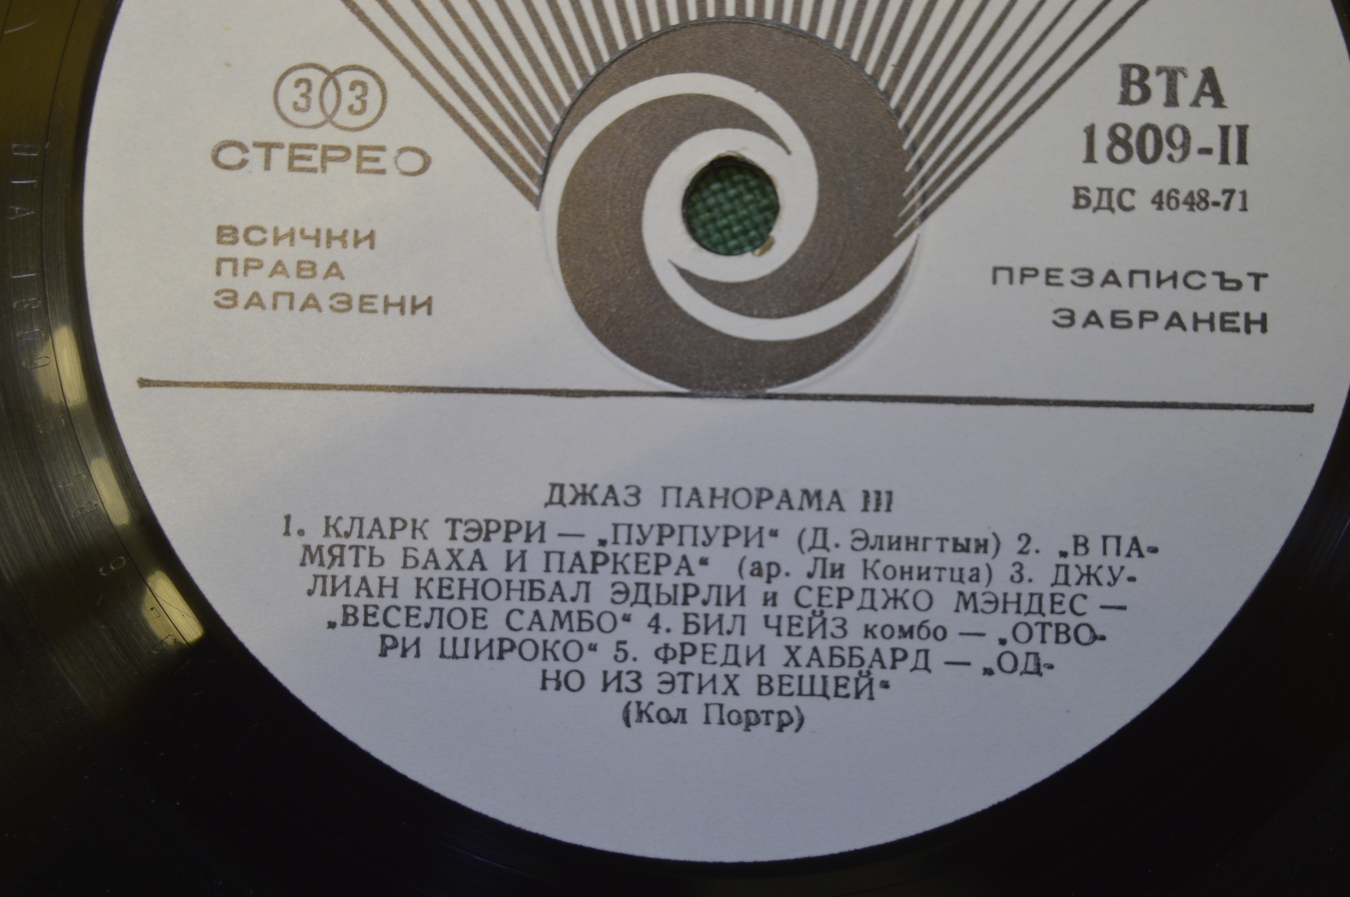 33
СТЕРЕО
ВСИЧКИ
ПРАВА
ЗАПАЗЕНИ
ВТА
1809-II
БДС 4648-71
ПРЕЗАПИСЪТ
ЗАБРАНЕН
ДЖАЗ ПАНОРАМА III
1. КЛАРК ТЭРРИ — „ПУРПУРИ“ (Д. Элингтын) 2. „В ПА-
МЯТЬ БАХА И ПАРКЕРА“ (ар. Ли Конитца) 3. ДЖУ-
ЛИАН КЕНОНБАЛ ЭДЫРЛИ и СЕРДЖО МЭНДЕС —
„ВЕСЕЛОЕ САМБО“ 4. БИЛ ЧЕЙЗ комбо — „ОТВО-
РИ ШИРОКО“ 5. ФРЕДИ ХАББАРД — „ОД-
НО ИЗ ЭТИХ ВЕЩЕЙ“
(Кол Портр)